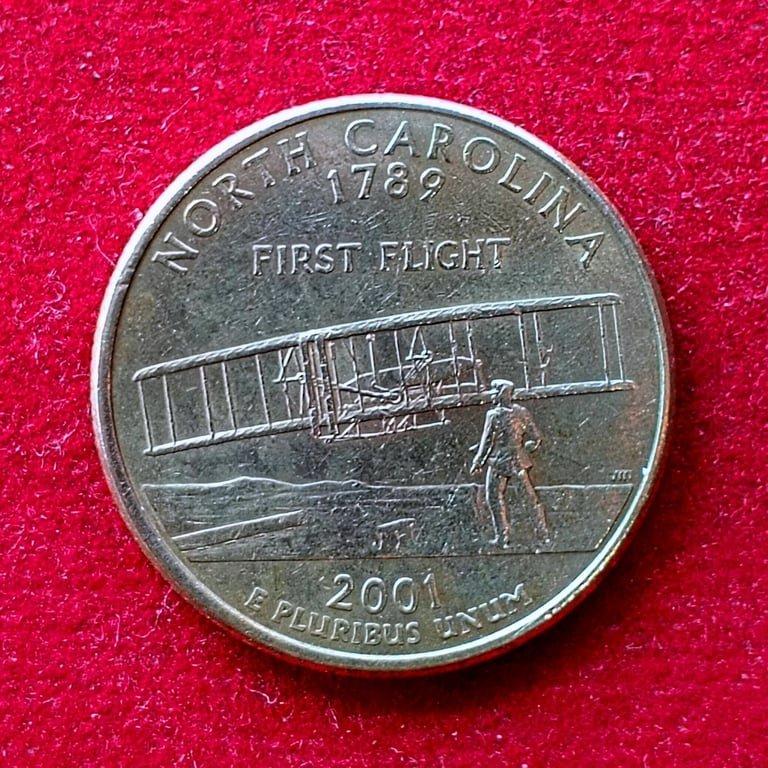 NORTH CAROLINA
1789
FIRST FLIGHT
2001
E PLURIBUS UNUM